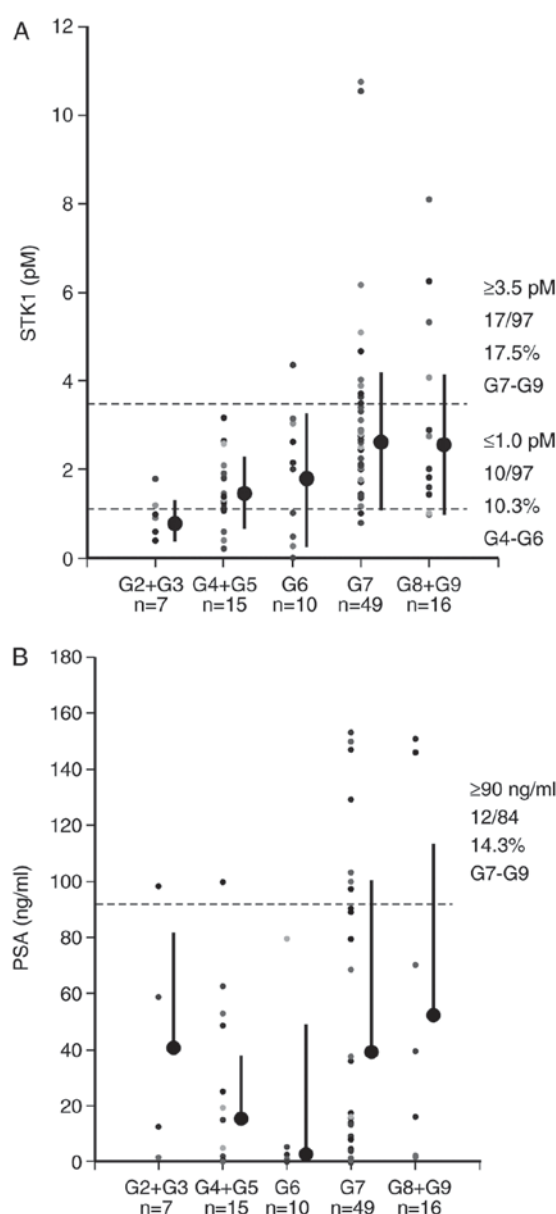 A
12
10
8
6
4
2
0
STK1 (pM)
≥3.5 pM
17/97
17.5%
G7-G9
≤1.0 pM
10/97
10.3%
G4-G6
G2+G3 G4+G5 G6 G7 G8+G9
n=7 n=15 n=10 n=49 n=16
B
180
160
140
120
100
80
60
40
20
0
PSA (ng/ml)
≥90 ng/ml
12/84
14.3%
G7-G9
G2+G3 G4+G5 G6 G7 G8+G9
n=7 n=15 n=10 n=49 n=16